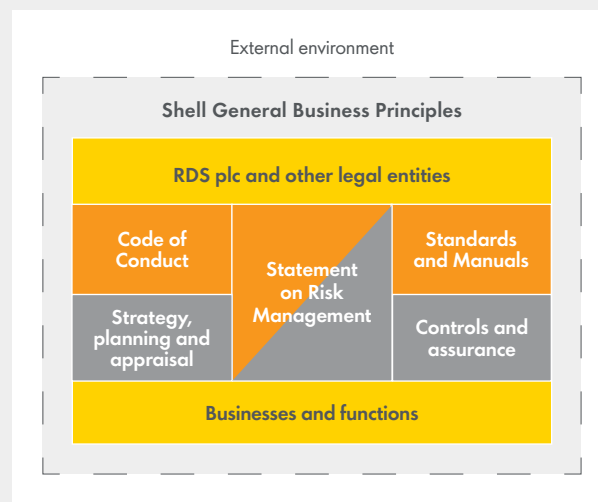 External environment
Shell General Business Principles
RDS plc and other legal entities
Code of
Conduct
Statement
on Risk
Management
Standards
and Manuals
Strategy,
planning and
appraisal
Controls and
assurance
Businesses and functions